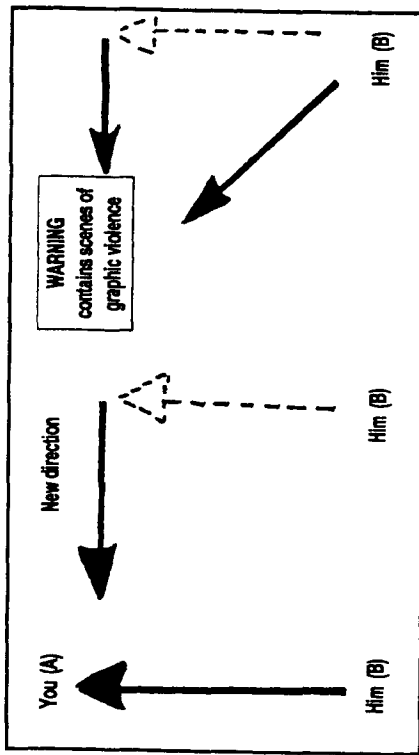 You (A)
New direction
WARNING
contains scenes of
graphic violence
Him (B)
Him (B)
Him (B)